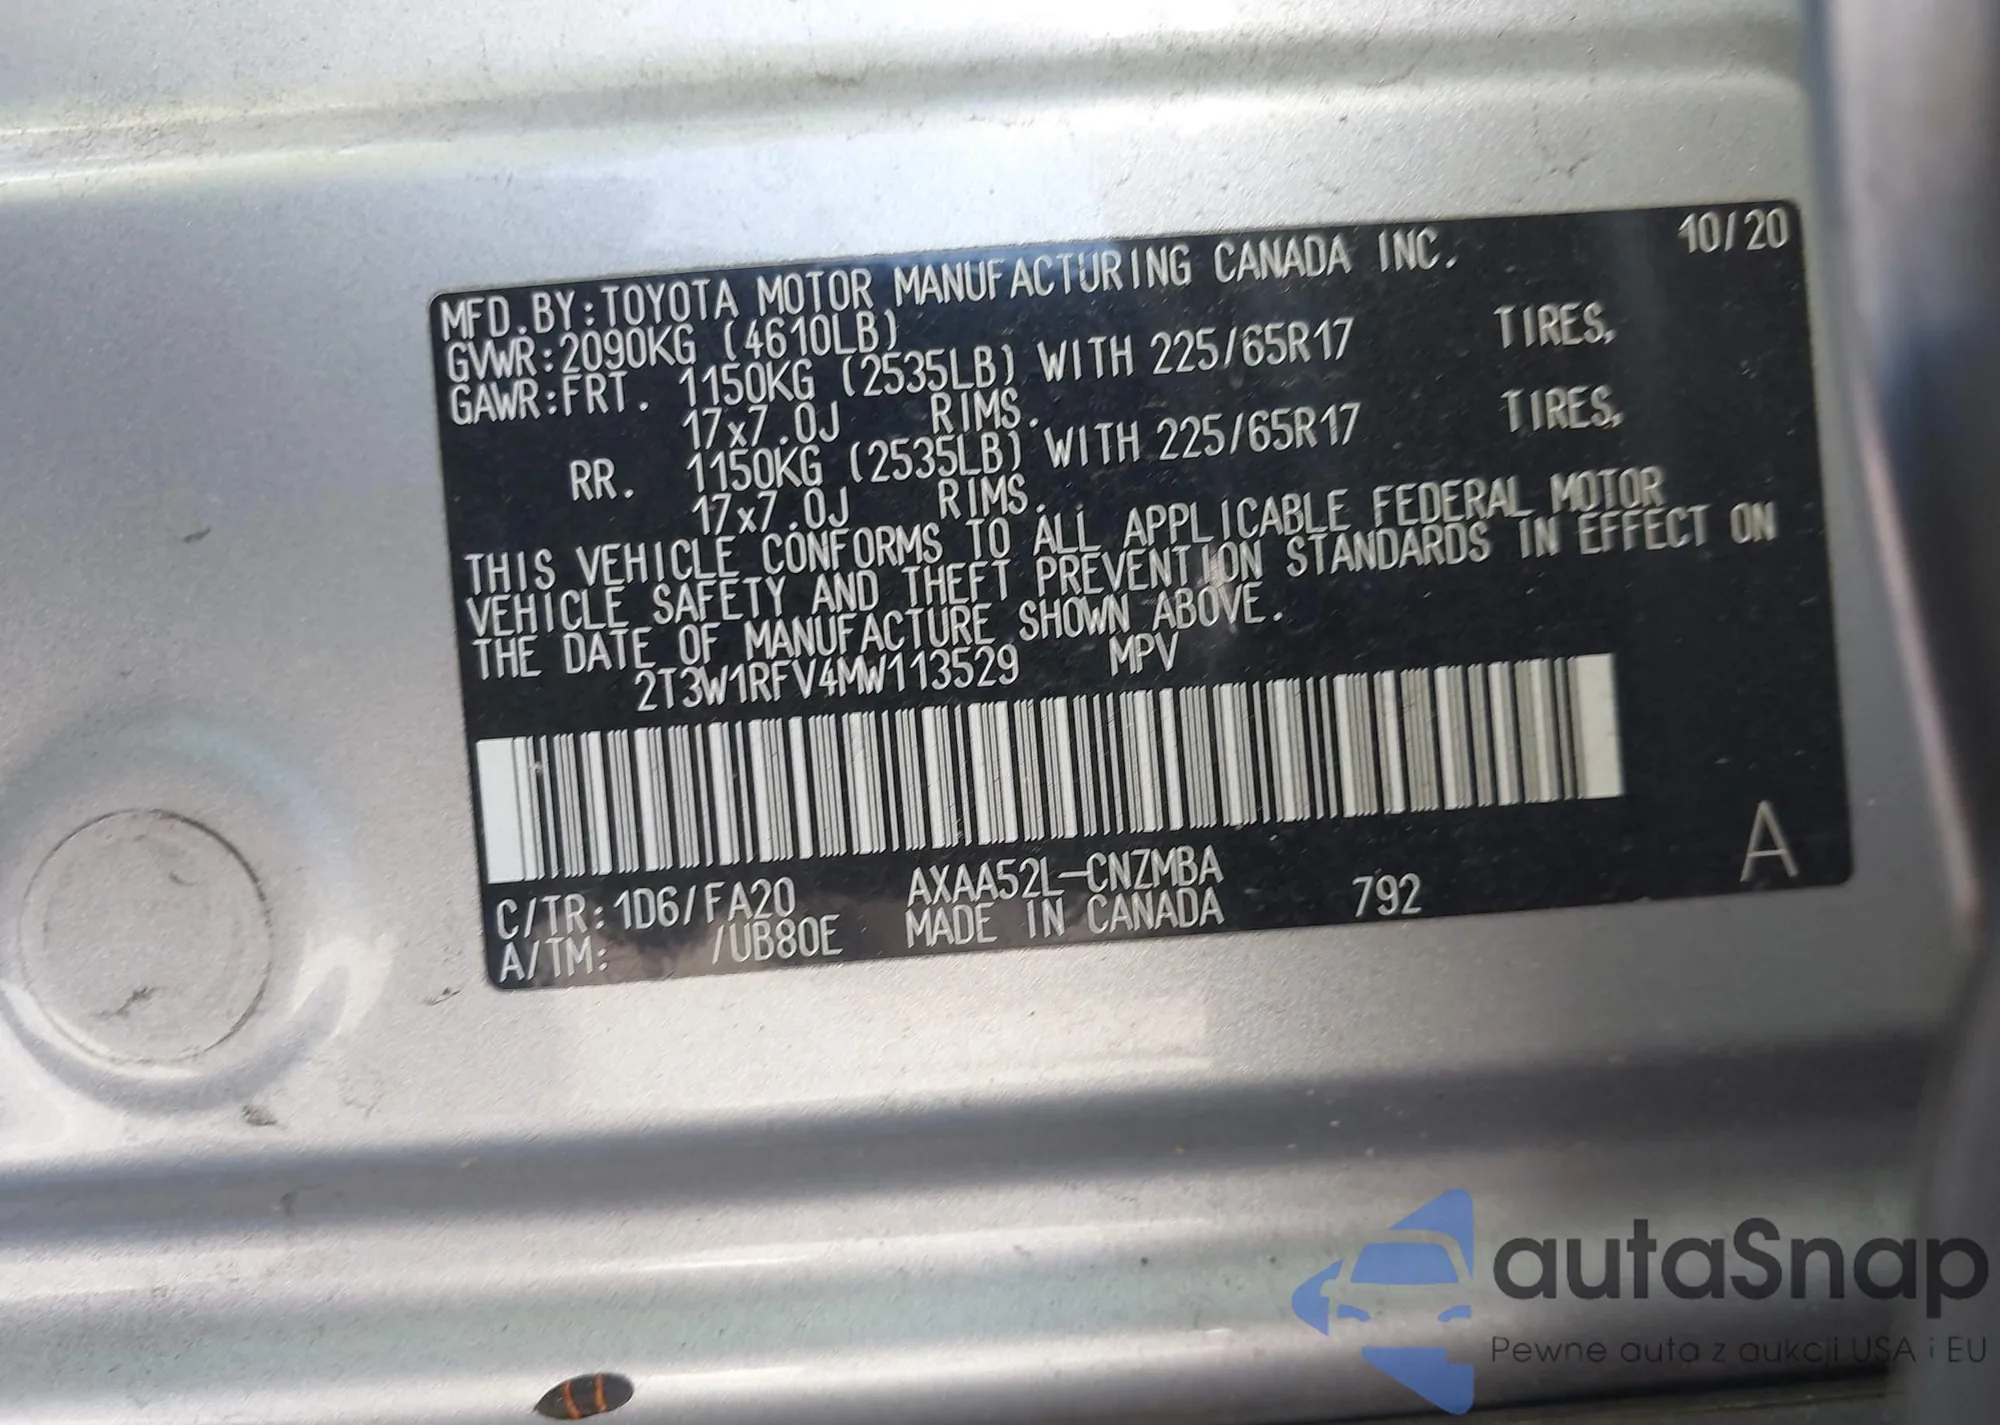 MFD.BY:TOYOTA MOTOR MANUFACTURING CANADA INC. 10/20
GVWR:2090KG (4610LB)
GAWR:FRT. 1150KG (2535LB) WITH 225/65R17 TIRES,
17x7.0J RIMS.
RR. 1150KG (2535LB) WITH 225/65R17 TIRES,
17x7.0J RIMS.
THIS VEHICLE CONFORMS TO ALL APPLICABLE FEDERAL MOTOR
VEHICLE SAFETY AND THEFT PREVENTION STANDARDS IN EFFECT ON
THE DATE OF MANUFACTURE SHOWN ABOVE.
2T3W1RFV4MW113529 MPV
C/TR:1D6/FA20 AXAA52L-CNZMBA
A/TM: /UB80E MADE IN CANADA 792 A
autaSnap
Pewne auta z aukcji USA i EU